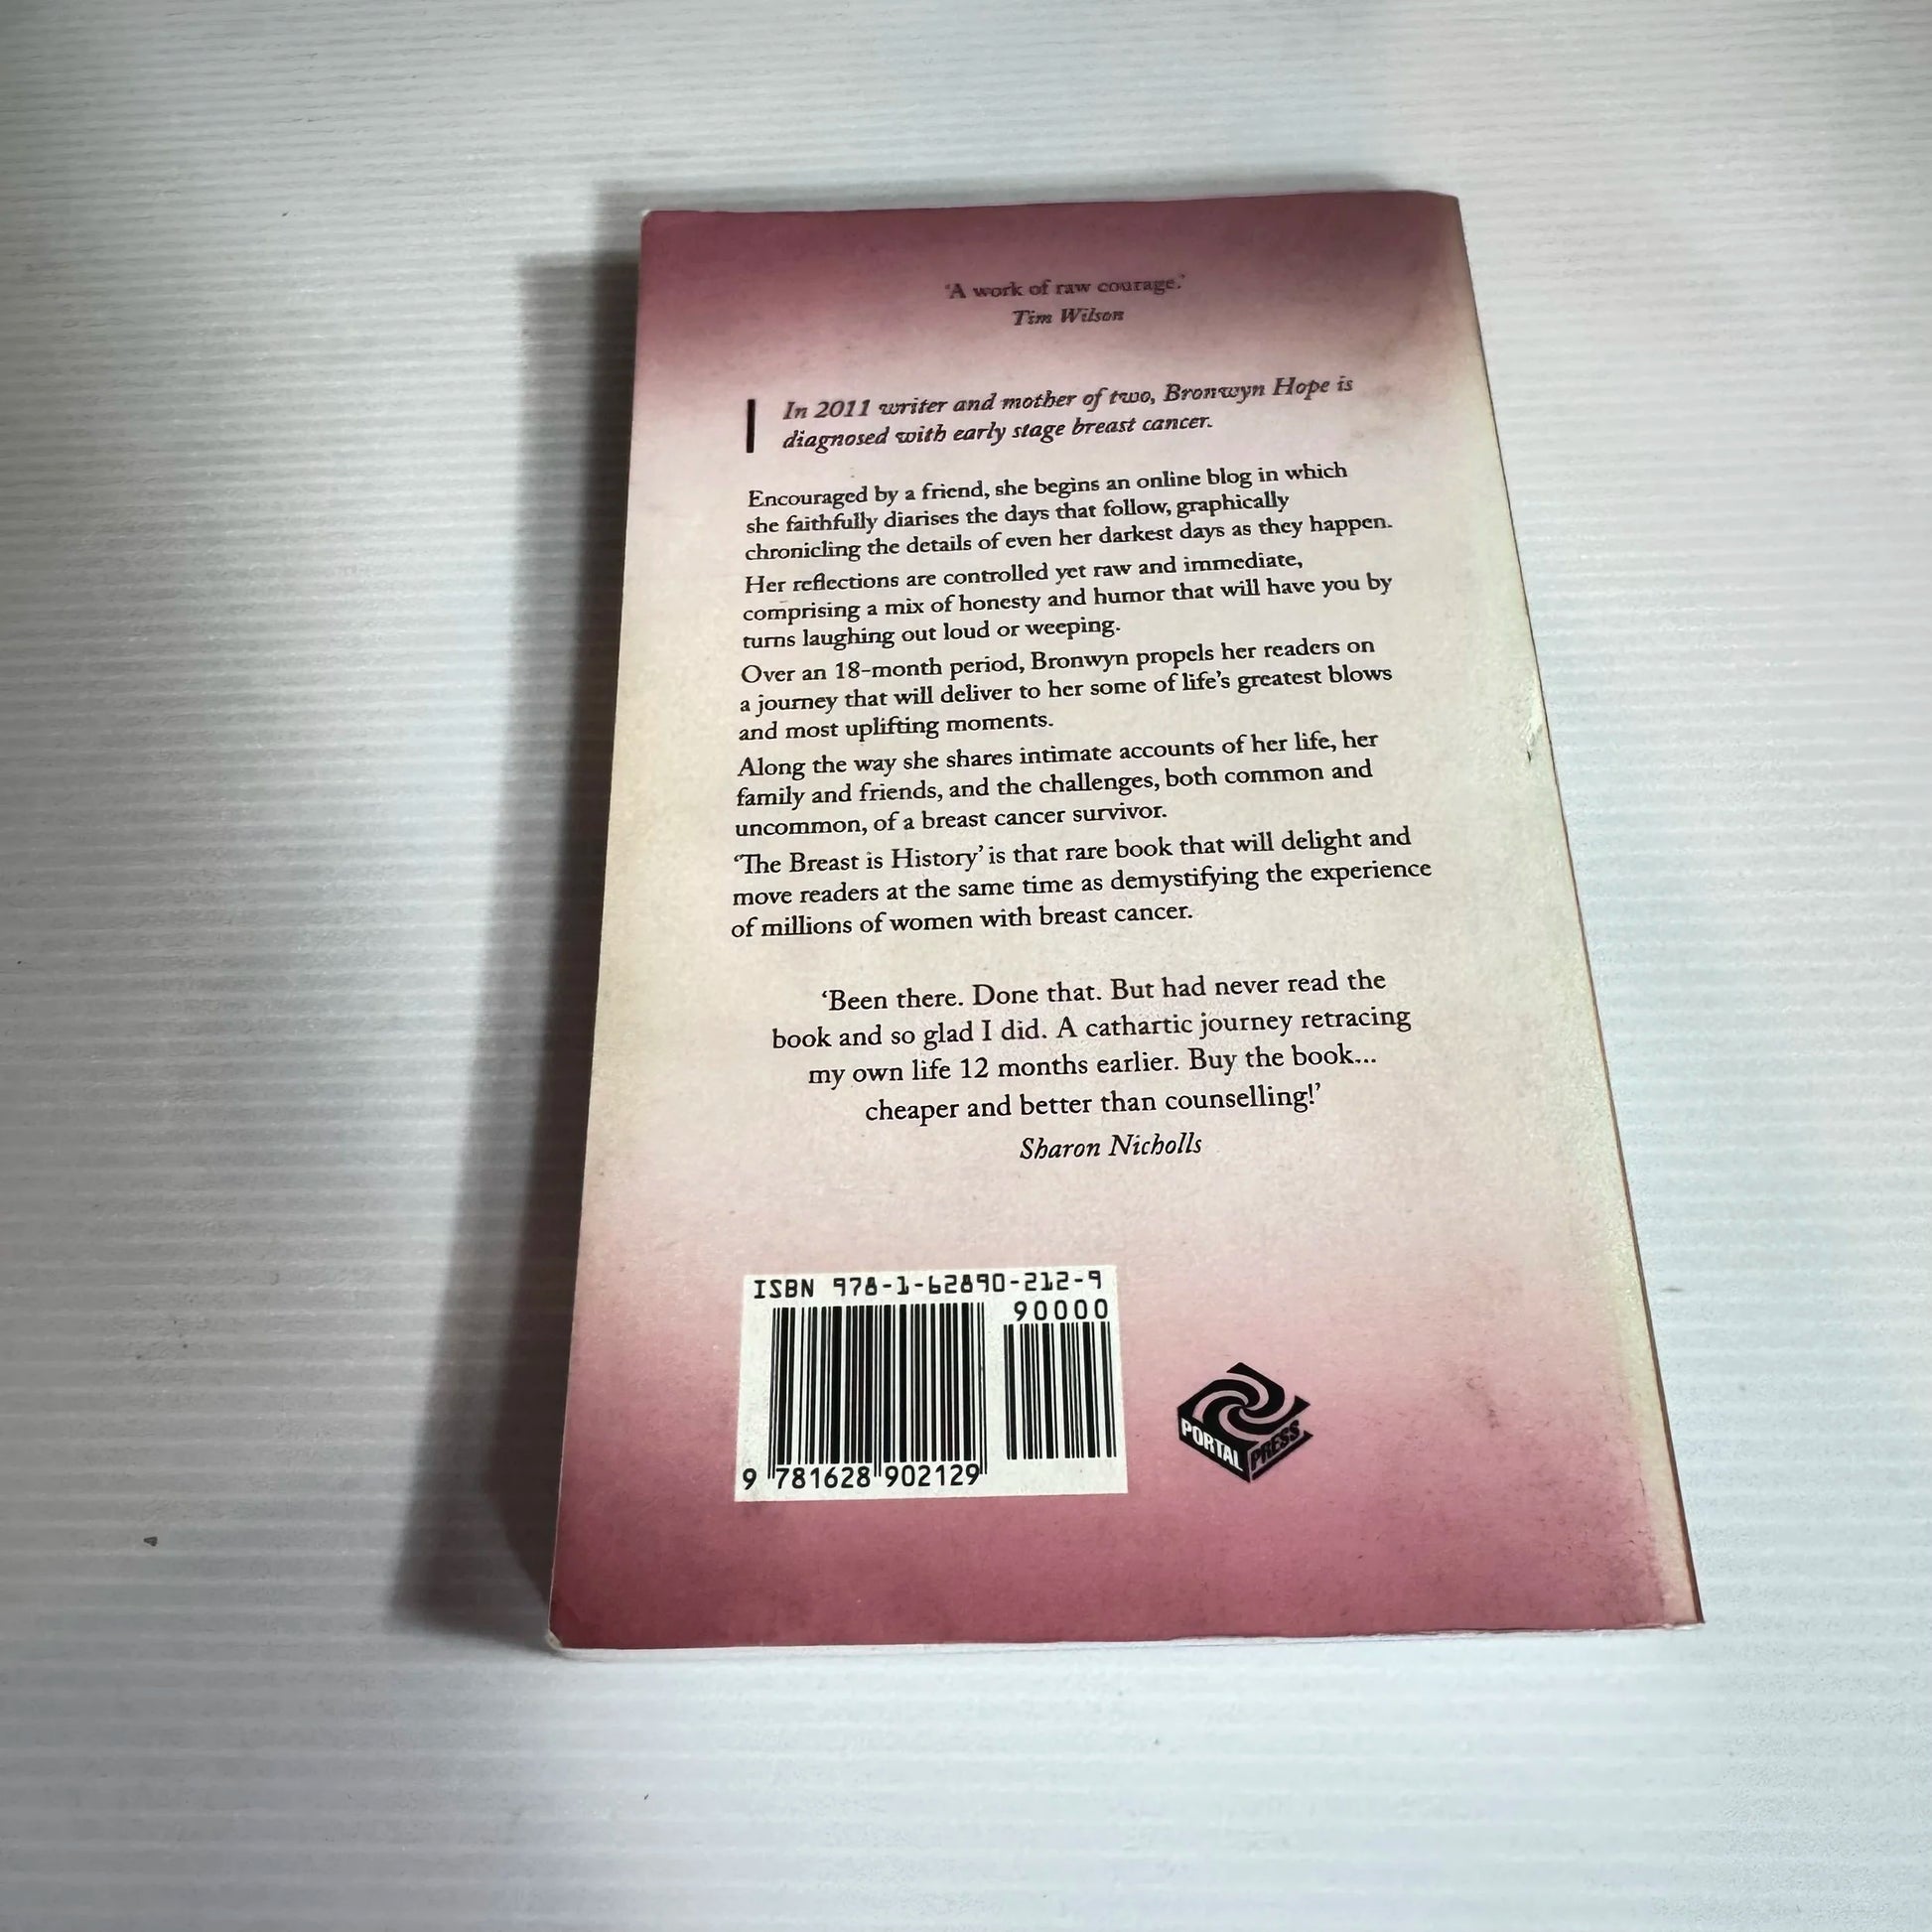 ‘A work of raw courage.’
Tim Wilson
In 2011 writer and mother of two, Bronwyn Hope is
diagnosed with early stage breast cancer.
Encouraged by a friend, she begins an online blog in which
she faithfully diarises the days that follow, graphically
chronicling the details of even her darkest days as they happen.
Her reflections are controlled yet raw and immediate,
comprising a mix of honesty and humor that will have you by
turns laughing out loud or weeping.
Over an 18-month period, Bronwyn propels her readers on
a journey that will deliver to her some of life’s greatest blows
and most uplifting moments.
Along the way she shares intimate accounts of her life, her
family and friends, and the challenges, both common and
uncommon, of a breast cancer survivor.
‘The Breast is History’ is that rare book that will delight and
move readers at the same time as demystifying the experience
of millions of women with breast cancer.
‘Been there. Done that. But had never read the
book and so glad I did. A cathartic journey retracing
my own life 12 months earlier. Buy the book...
cheaper and better than counselling!’
Sharon Nicholls
ISBN 978-1-62890-212-9
90000
9 781628 902129
PORTAL PRESS